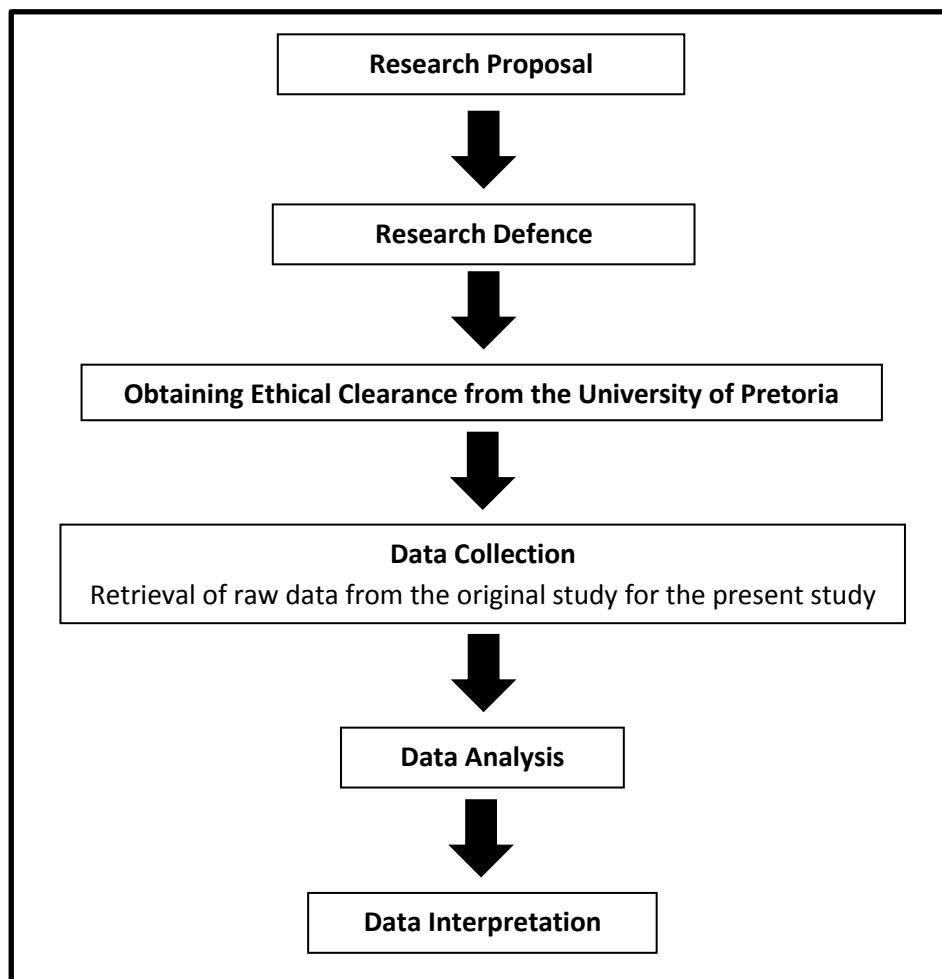 Research Proposal
Research Defence
Obtaining Ethical Clearance from the University of Pretoria
Data Collection
Retrieval of raw data from the original study for the present study
Data Analysis
Data Interpretation